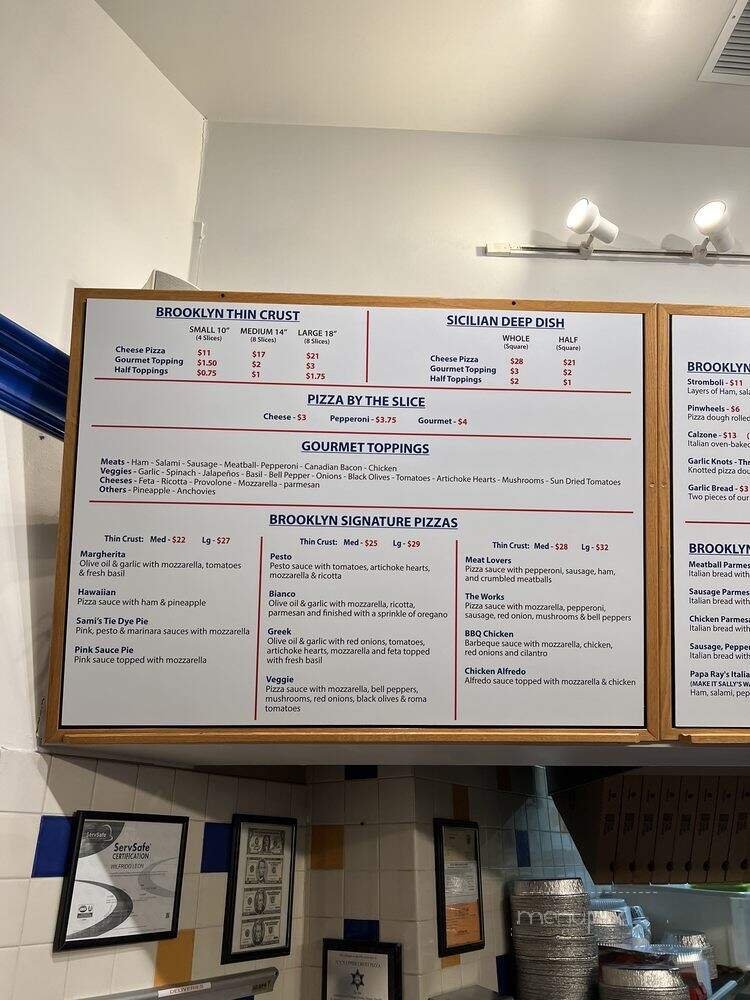 BROOKLYN THIN CRUST
SMALL 10" MEDIUM 14" LARGE 18"
(4 Slices) (8 Slices) (8 Slices)
Cheese Pizza $11 $17 $21
Gourmet Topping $1.50 $2 $3
Half Toppings $0.75 $1 $1.75
SICILIAN DEEP DISH
WHOLE HALF
(Square) (Square)
Cheese Pizza $28 $21
Gourmet Topping $3 $2
Half Toppings $2 $1
PIZZA BY THE SLICE
Cheese - $3 Pepperoni - $3.75 Gourmet - $4
GOURMET TOPPINGS
Meats - Ham - Salami - Sausage - Meatball- Pepperoni - Canadian Bacon - Chicken
Veggies - Garlic - Spinach - Jalapeños - Basil - Bell Pepper - Onions - Black Olives - Tomatoes - Artichoke Hearts - Mushrooms - Sun Dried Tomatoes
Cheeses - Feta - Ricotta - Provolone - Mozzarella - parmesan
Others - Pineapple - Anchovies
BROOKLYN SIGNATURE PIZZAS
Thin Crust: Med - $22 Lg - $27
Margherita
Olive oil & garlic with mozzarella, tomatoes
& fresh basil
Hawaiian
Pizza sauce with ham & pineapple
Sami's Tie Dye Pie
Pink, pesto & marinara sauces with mozzarella
Pink Sauce Pie
Pink sauce topped with mozzarella
Thin Crust: Med - $25 Lg - $29
Pesto
Pesto sauce with tomatoes, artichoke hearts,
mozzarella & ricotta
Bianco
Olive oil & garlic with mozzarella, ricotta,
parmesan and finished with a sprinkle of oregano
Greek
Olive oil & garlic with red onions, tomatoes,
artichoke hearts, mozzarella and feta topped
with fresh basil
Veggie
Pizza sauce with mozzarella, bell peppers,
mushrooms, red onions, black olives & roma
tomatoes
Thin Crust: Med - $28 Lg - $32
Meat Lovers
Pizza sauce with pepperoni, sausage, ham,
and crumbled meatballs
The Works
Pizza sauce with mozzarella, pepperoni,
sausage, red onion, mushrooms & bell peppers
BBQ Chicken
Barbeque sauce with mozzarella, chicken,
red onions and cilantro
Chicken Alfredo
Alfredo sauce topped with mozzarella & chicken
BROOKLYN
Stromboli - $11
Layers of Ham, sala
Pinwheels - $6
Pizza dough rolled
Calzone - $13 (
Italian oven-baked
Garlic Knots - Thr
Knotted pizza dou
Garlic Bread - $3
Two pieces of our
BROOKLYN
Meatball Parmes
Italian bread with
Sausage Parmes
Italian bread with
Chicken Parmesa
Italian bread with
Sausage, Pepper
Italian bread with
Papa Ray's Italia
(MAKE IT SALLY'S WA
Ham, salami, pep
ServSafe
ServSafe
CERTIFICATION
WILFRIDO LEON
DELIVERIES
menupix